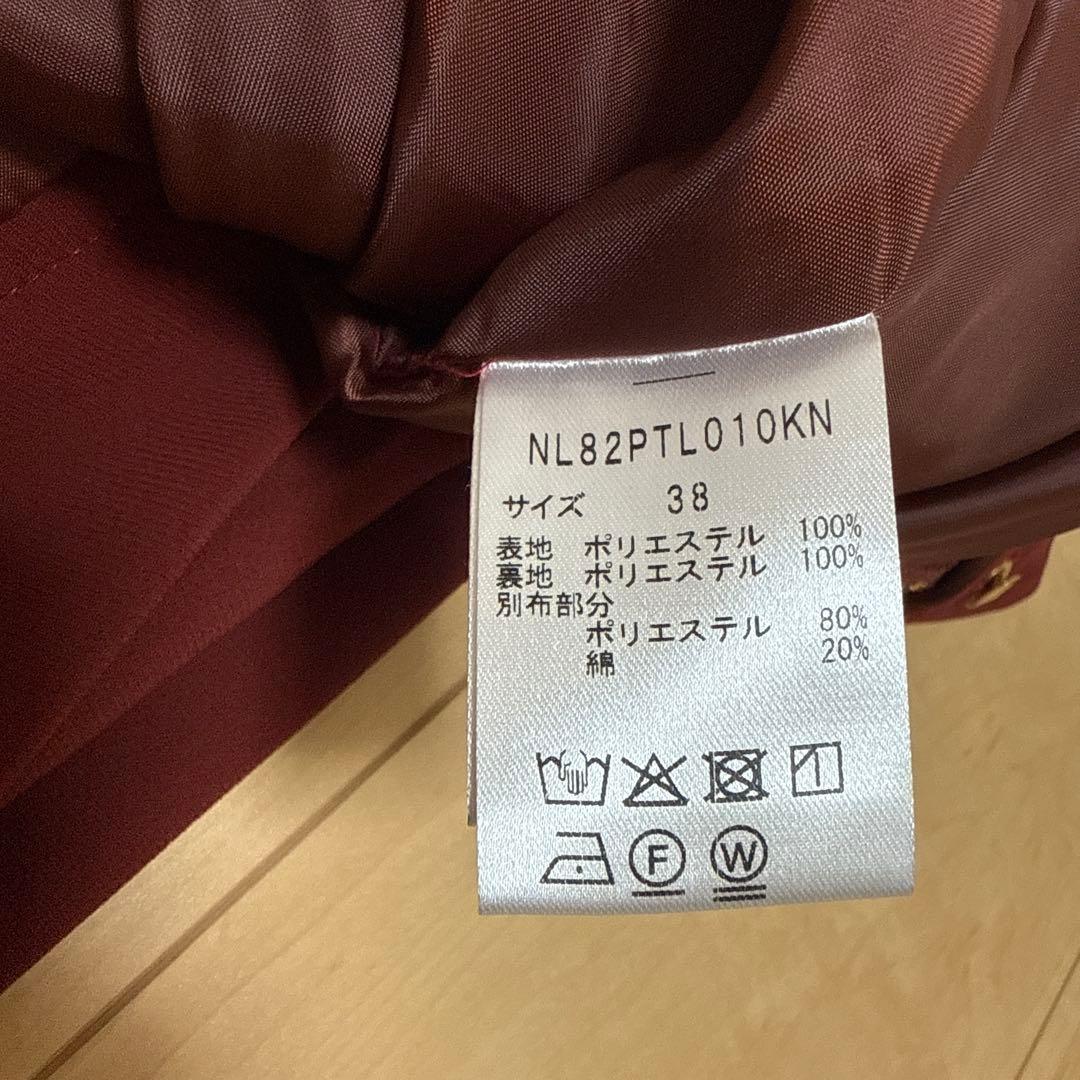 NL82PTL010KN
サイズ 38
表地 ポリエステル 100%
裏地 ポリエステル 100%
別布部分
ポリエステル 80%
綿 20%
F W